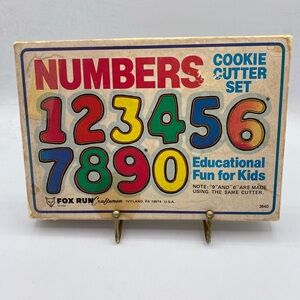 NUMBERS
COOKIE
CUTTER
SET
123456
7890
Educational
Fun for Kids
NOTE: "9" AND "6" ARE MADE
USING THE SAME CUTTER.
FOX RUN Craftsmen IVYLAND, PA 18974 U.S.A.
3640